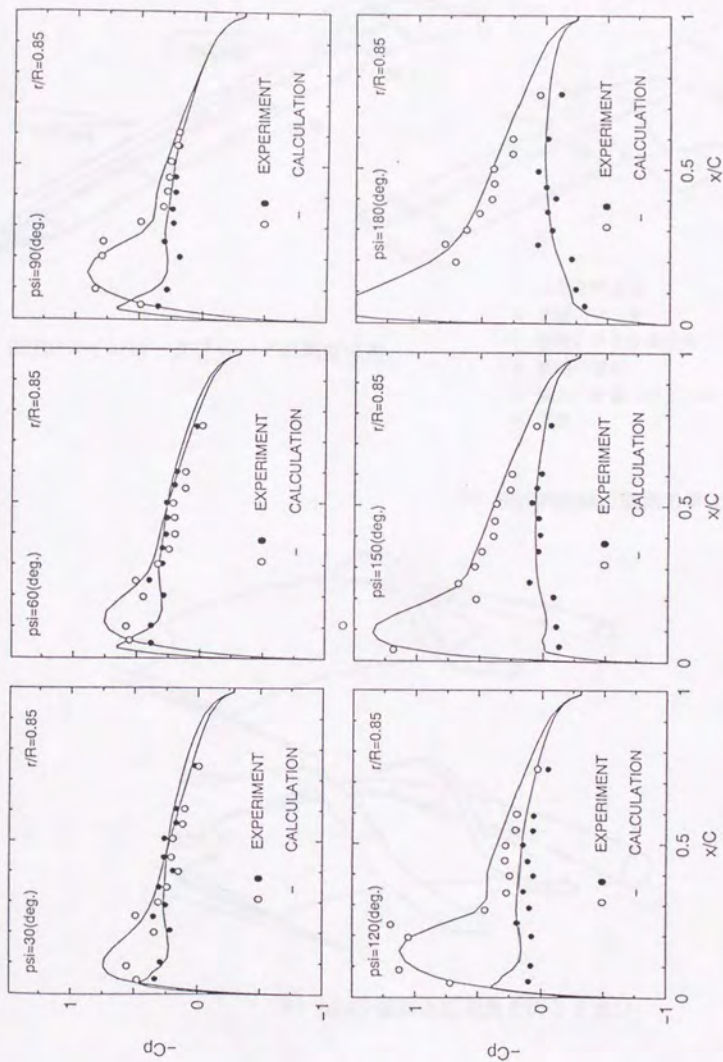 psi=30(deg.) r/R=0.85
○ ● EXPERIMENT
– CALCULATION
psi=60(deg.) r/R=0.85
○ ● EXPERIMENT
– CALCULATION
psi=90(deg.) r/R=0.85
○ ● EXPERIMENT
– CALCULATION
-Cp
1
0
-1
psi=120(deg.) r/R=0.85
○ ● EXPERIMENT
– CALCULATION
psi=150(deg.) r/R=0.85
○ ● EXPERIMENT
– CALCULATION
psi=180(deg.) r/R=0.85
○ ● EXPERIMENT
– CALCULATION
-Cp
1
0
-1
0 0.5 1
x/C
0 0.5 1
x/C
0 0.5 1
x/C